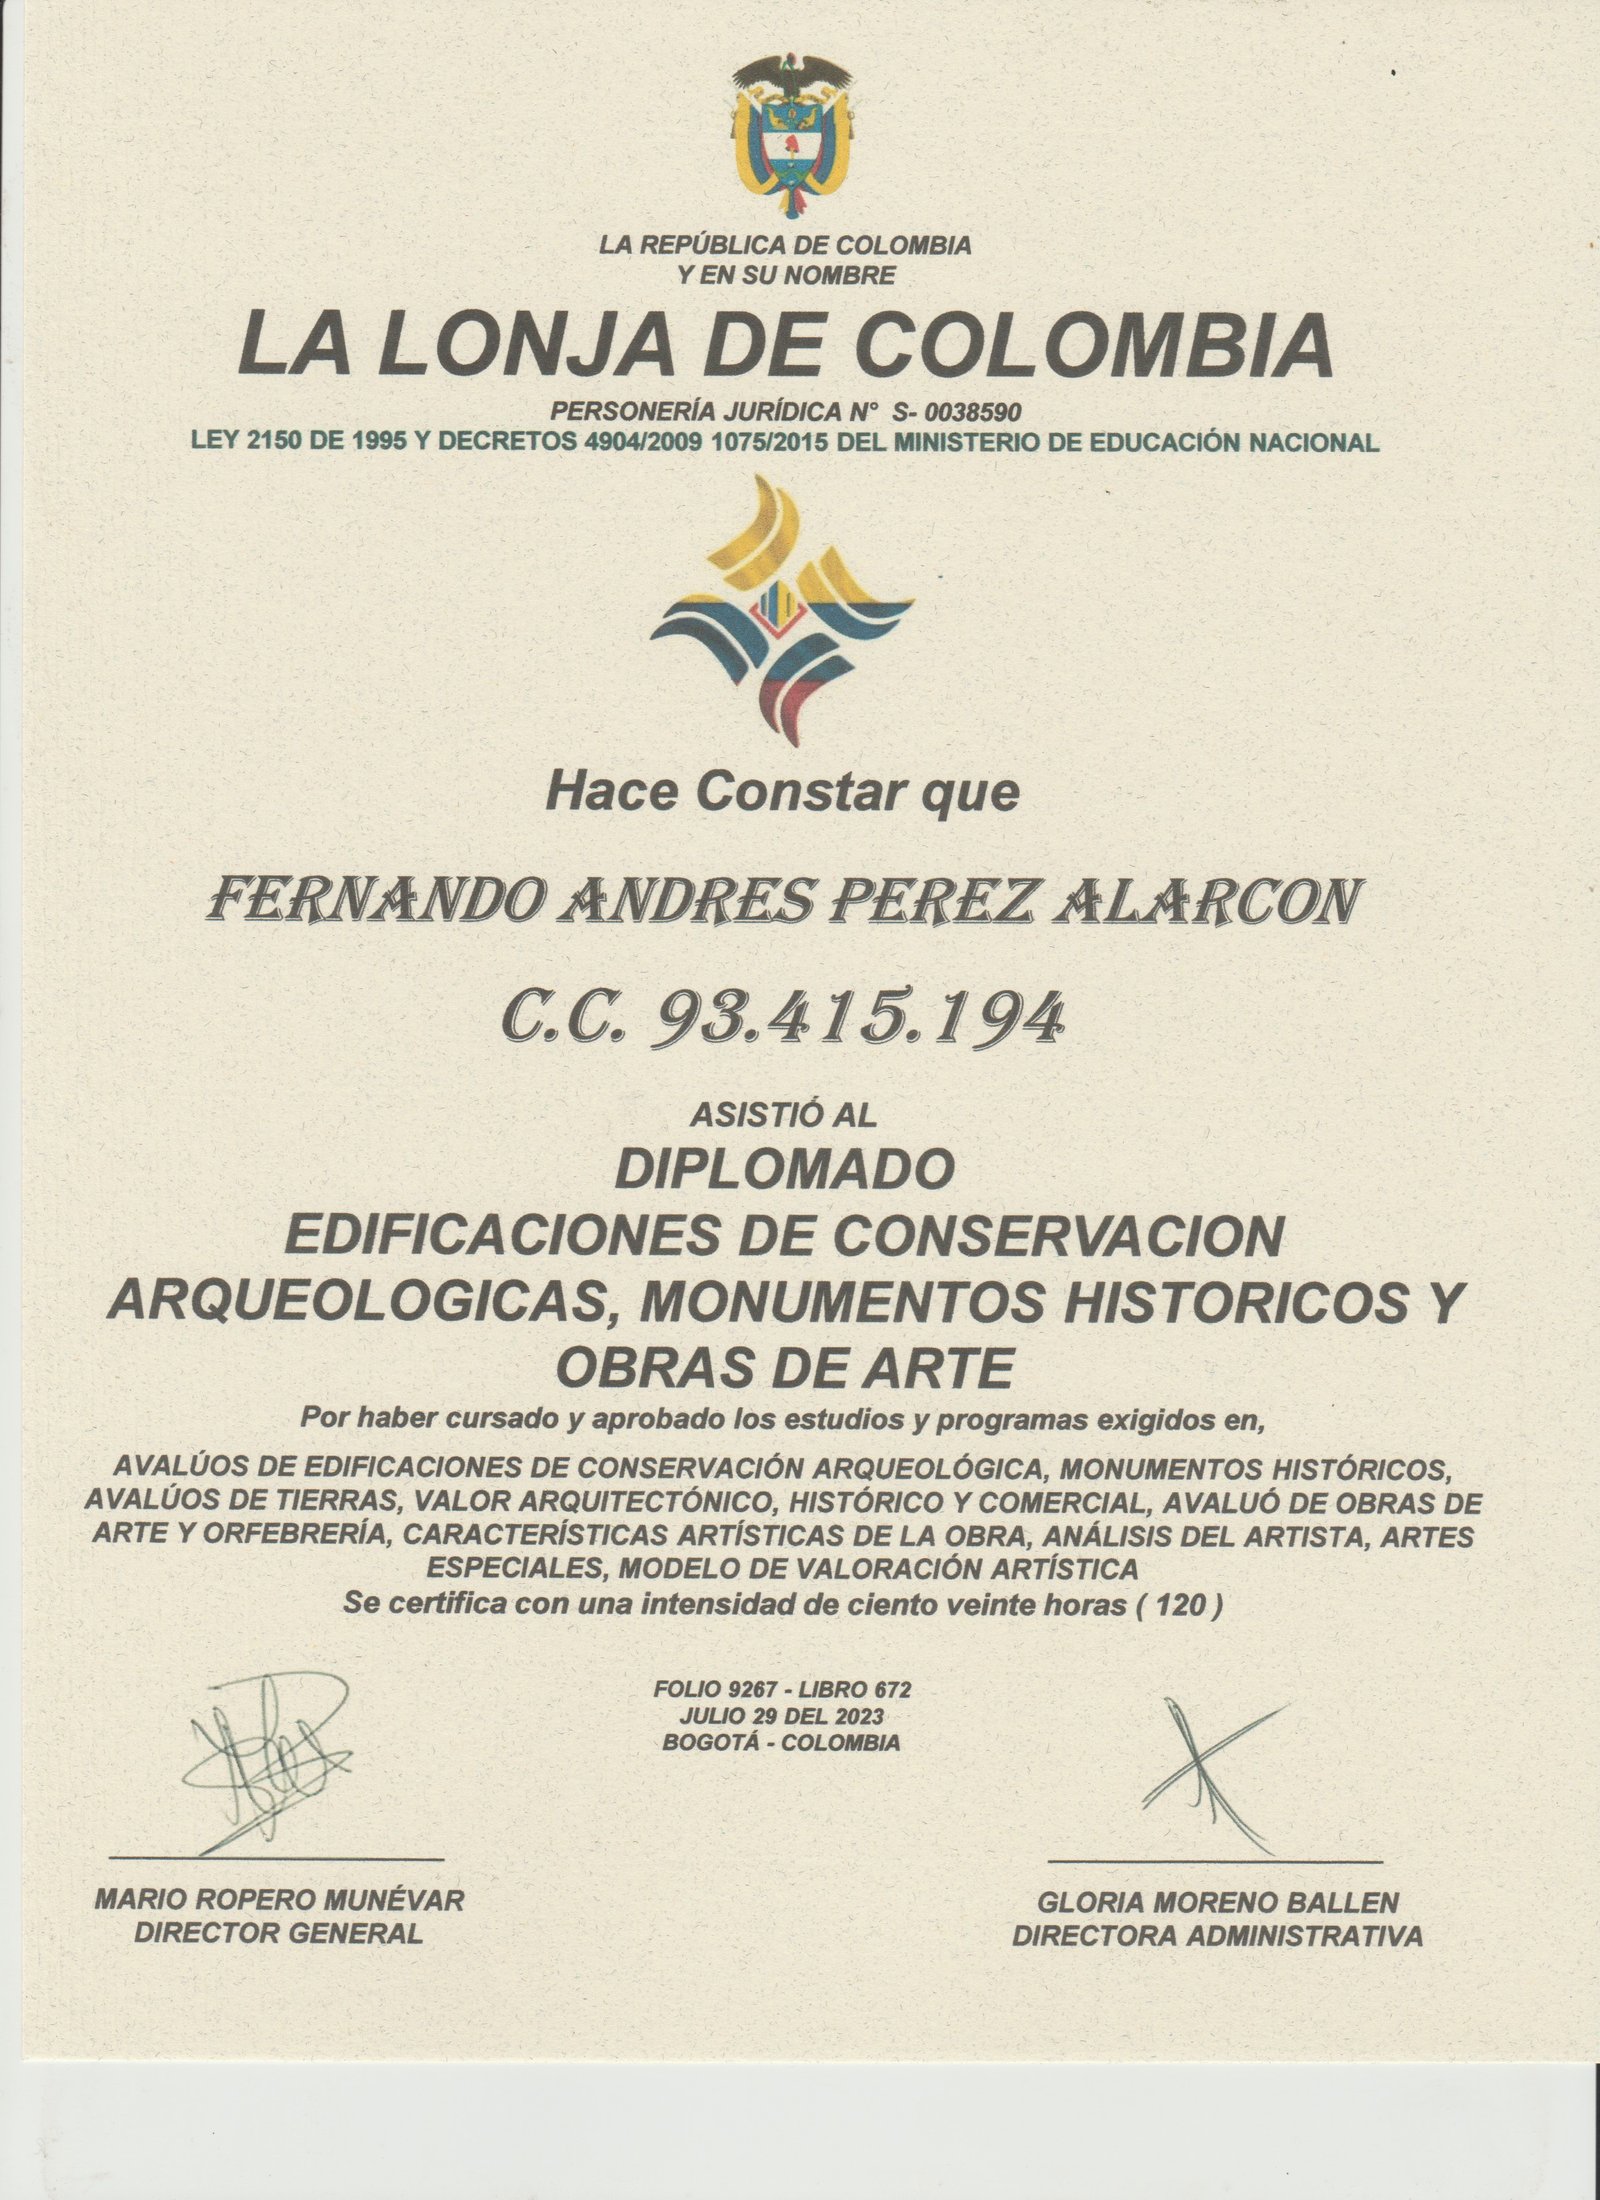 LA REPÚBLICA DE COLOMBIA
Y EN SU NOMBRE
LA LONJA DE COLOMBIA
PERSONERÍA JURÍDICA N° S- 0038590
LEY 2150 DE 1995 Y DECRETOS 4904/2009 1075/2015 DEL MINISTERIO DE EDUCACIÓN NACIONAL
Hace Constar que
FERNANDO ANDRES PEREZ ALARCON
C.C. 93.415.194
ASISTIÓ AL
DIPLOMADO
EDIFICACIONES DE CONSERVACION
ARQUEOLOGICAS, MONUMENTOS HISTORICOS Y
OBRAS DE ARTE
Por haber cursado y aprobado los estudios y programas exigidos en,
AVALÚOS DE EDIFICACIONES DE CONSERVACIÓN ARQUEOLÓGICA, MONUMENTOS HISTÓRICOS,
AVALÚOS DE TIERRAS, VALOR ARQUITECTÓNICO, HISTÓRICO Y COMERCIAL, AVALUÓ DE OBRAS DE
ARTE Y ORFEBRERÍA, CARACTERÍSTICAS ARTÍSTICAS DE LA OBRA, ANÁLISIS DEL ARTISTA, ARTES
ESPECIALES, MODELO DE VALORACIÓN ARTÍSTICA
Se certifica con una intensidad de ciento veinte horas ( 120 )
FOLIO 9267 - LIBRO 672
JULIO 29 DEL 2023
BOGOTÁ - COLOMBIA
MARIO ROPERO MUNÉVAR
DIRECTOR GENERAL
GLORIA MORENO BALLEN
DIRECTORA ADMINISTRATIVA